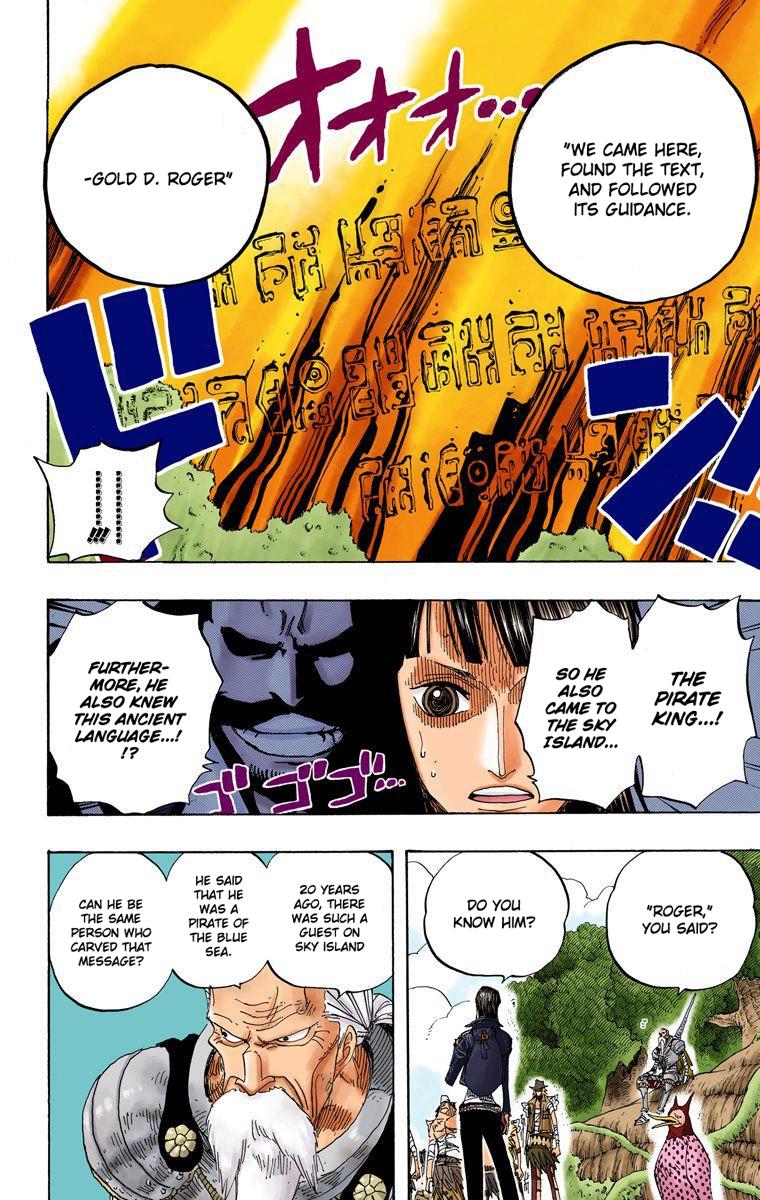 "WE CAME HERE,
FOUND THE TEXT,
AND FOLLOWED
ITS GUIDANCE.
オオオ...
-GOLD D. ROGER"
ドン
......!!!
THE
PIRATE
KING...!
SO HE
ALSO
CAME TO
THE SKY
ISLAND...
FURTHER-
MORE, HE
ALSO KNEW
THIS ANCIENT
LANGUAGE...!
!?
ゴゴゴ...
"ROGER,"
YOU SAID?
DO YOU
KNOW HIM?
20 YEARS
AGO, THERE
WAS SUCH A
GUEST ON
SKY ISLAND
HE SAID
THAT HE
WAS A
PIRATE OF
THE BLUE
SEA.
CAN HE BE
THE SAME
PERSON WHO
CARVED THAT
MESSAGE?